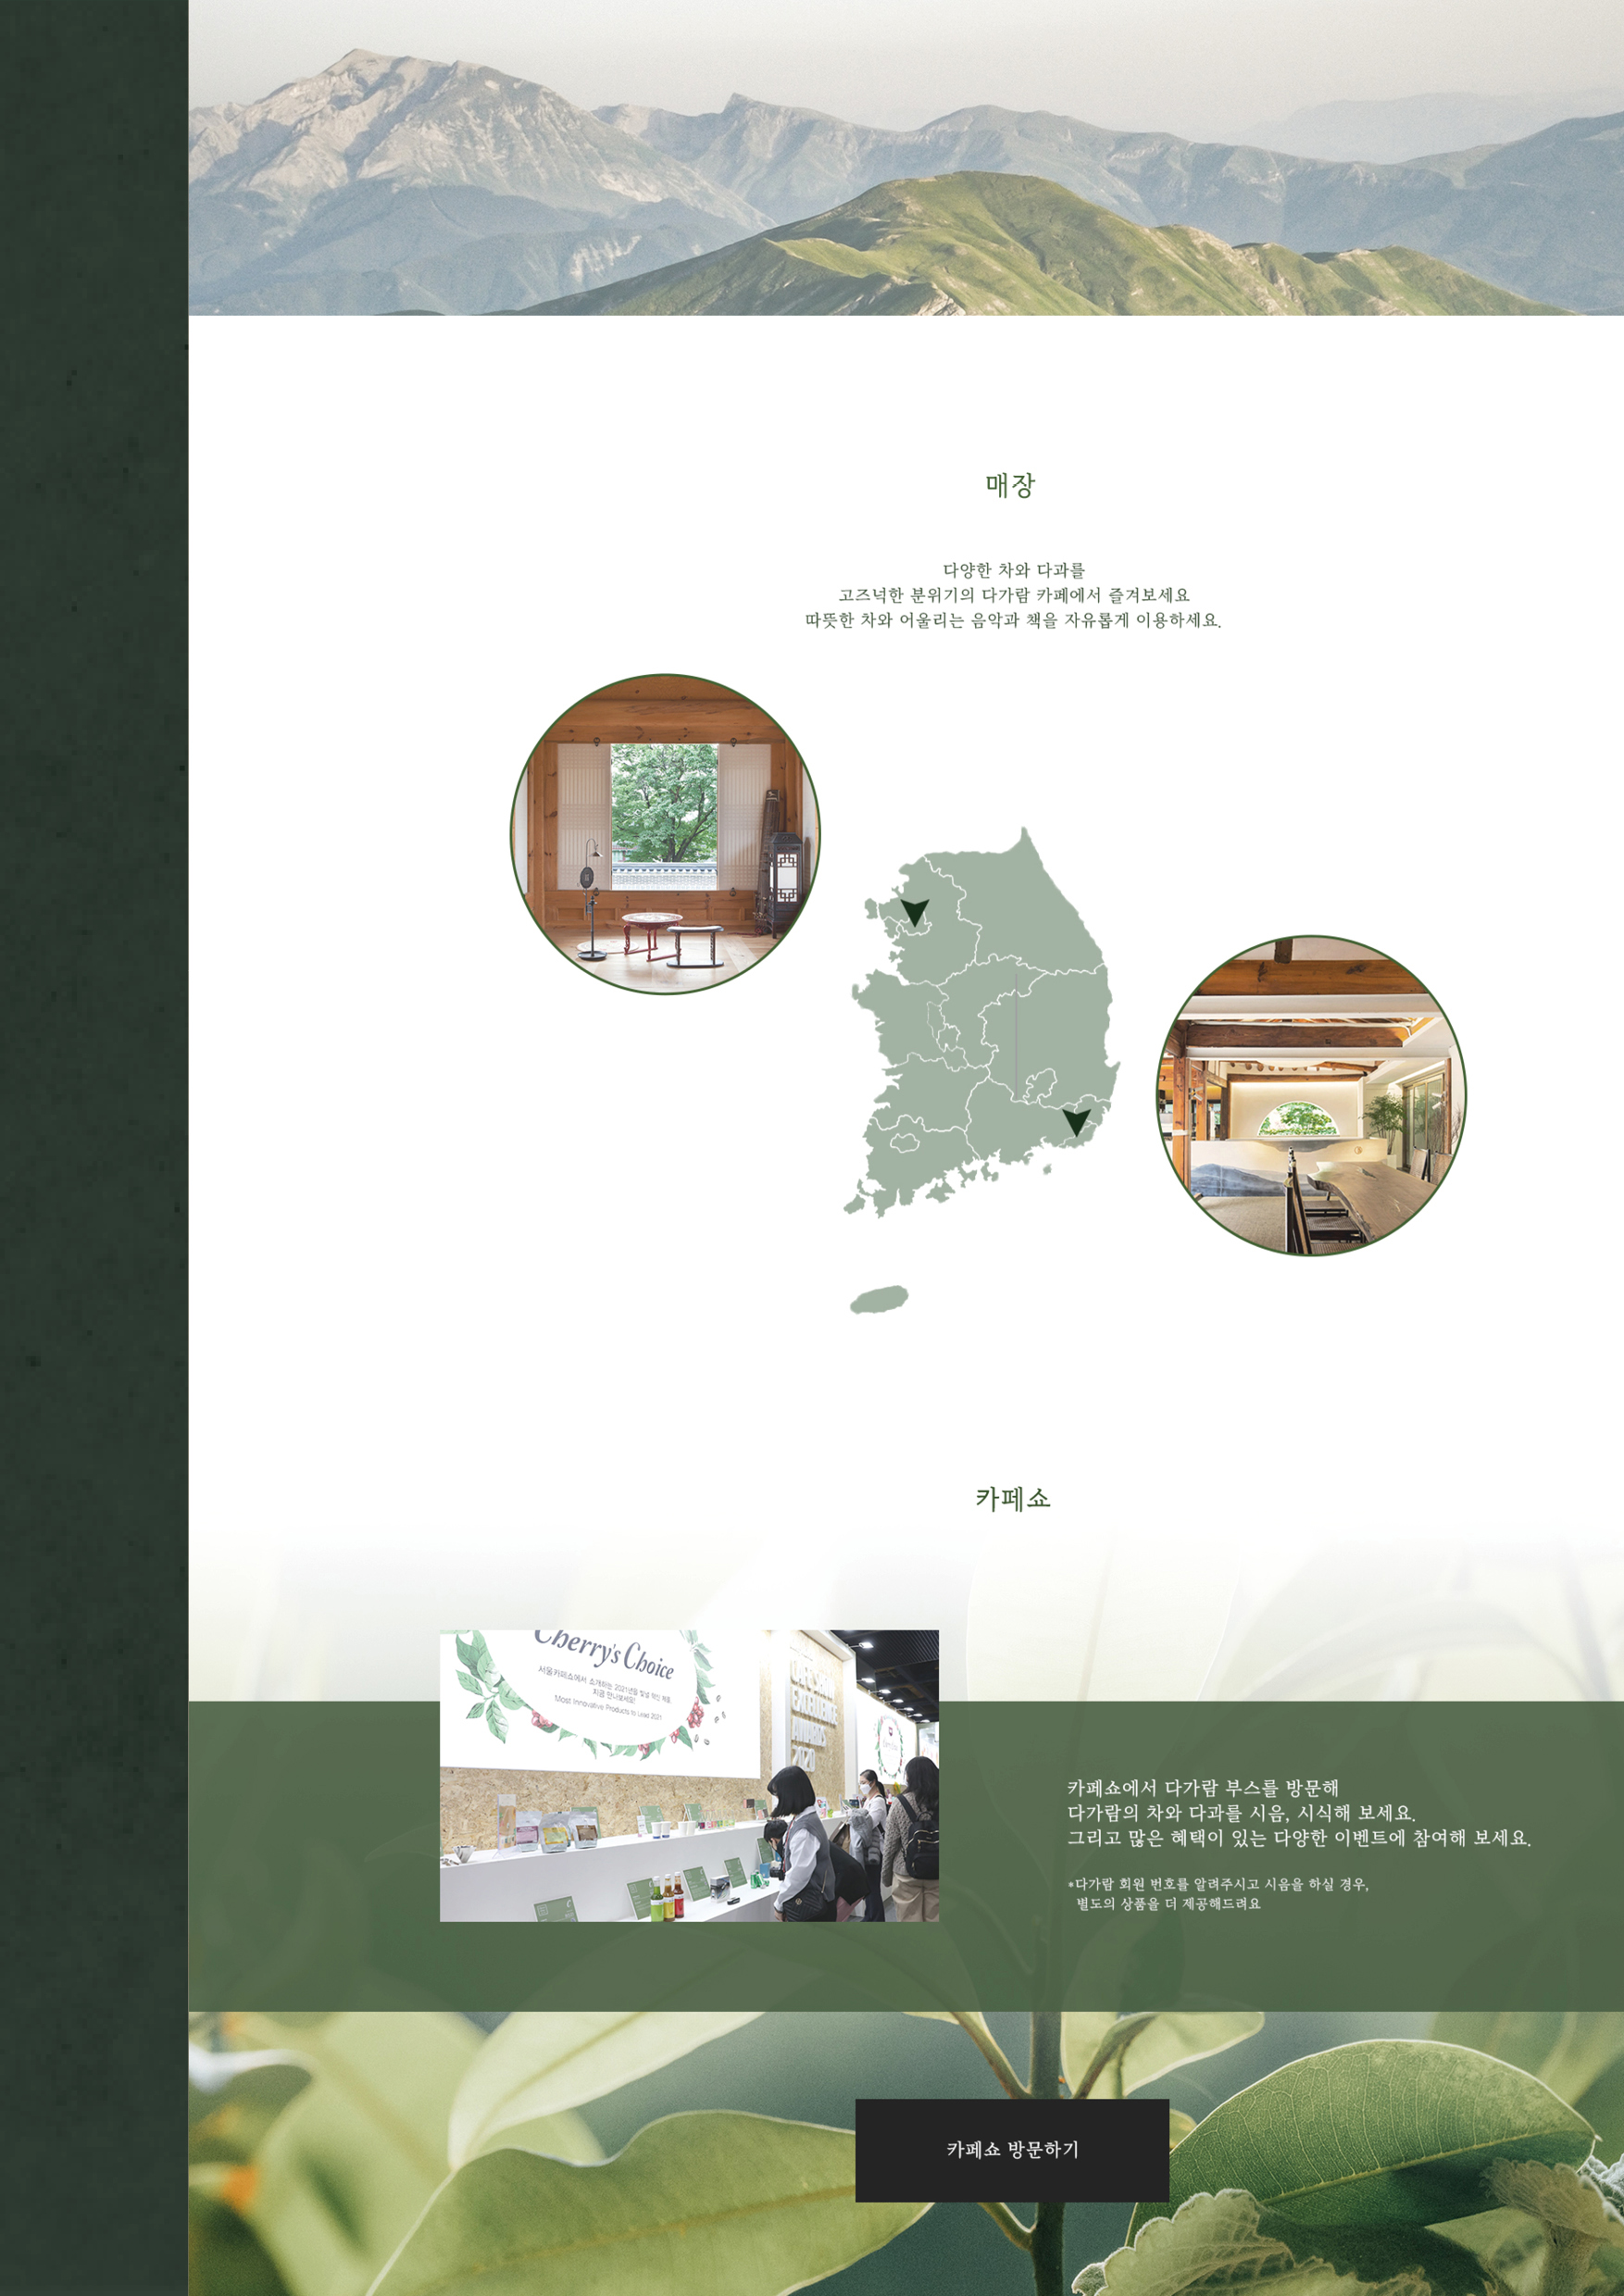 매장
다양한 차와 다과를
고즈넉한 분위기의 다가람 카페에서 즐겨보세요
따뜻한 차와 어울리는 음악과 책을 자유롭게 이용하세요.
카페쇼
Cherry's Choice
서울카페쇼에서 소개하는 2021년을 빛낼 혁신 제품
지금 만나보세요!
Most Innovative Products to Lead 2021
CAFE SHOW
EXCELLENCE
AWARDS
2020
카페쇼에서 다가람 부스를 방문해
다가람의 차와 다과를 시음, 시식해 보세요.
그리고 많은 혜택이 있는 다양한 이벤트에 참여해 보세요.
*다가람 회원 번호를 알려주시고 시음을 하실 경우,
별도의 상품을 더 제공해드려요
카페쇼 방문하기